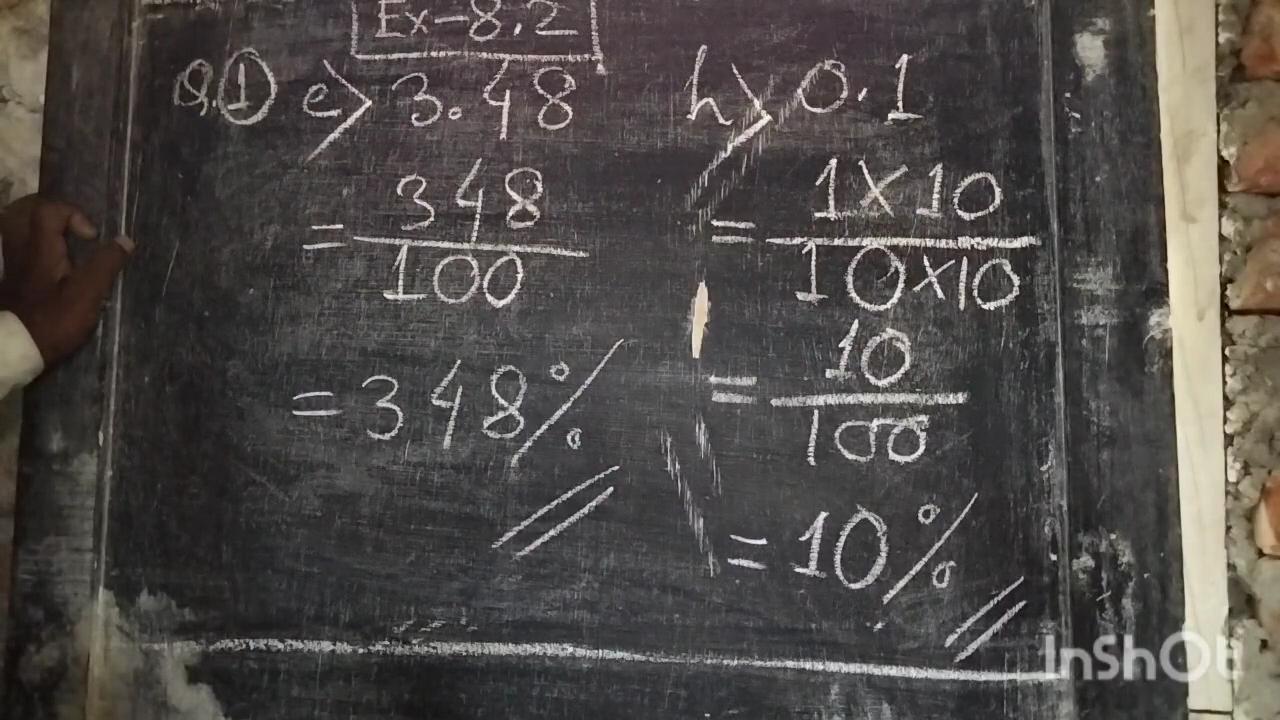 Ex-8.2
Q.① e> 3.48
= 348/100
= 348%
h> 0.1
= 1×10/10×10
= 10/100
= 10%
InShOt